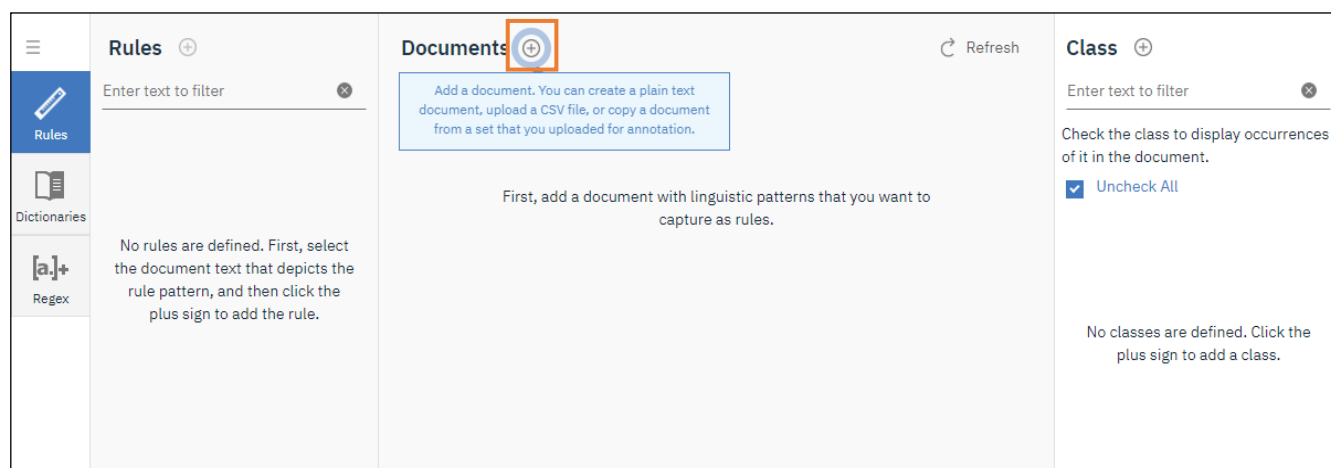 Rules
Dictionaries
[a.]+
Regex
Rules
Enter text to filter
No rules are defined. First, select
the document text that depicts the
rule pattern, and then click the
plus sign to add the rule.
Documents
Refresh
Add a document. You can create a plain text
document, upload a CSV file, or copy a document
from a set that you uploaded for annotation.
First, add a document with linguistic patterns that you want to
capture as rules.
Class
Enter text to filter
Check the class to display occurrences
of it in the document.
Uncheck All
No classes are defined. Click the
plus sign to add a class.